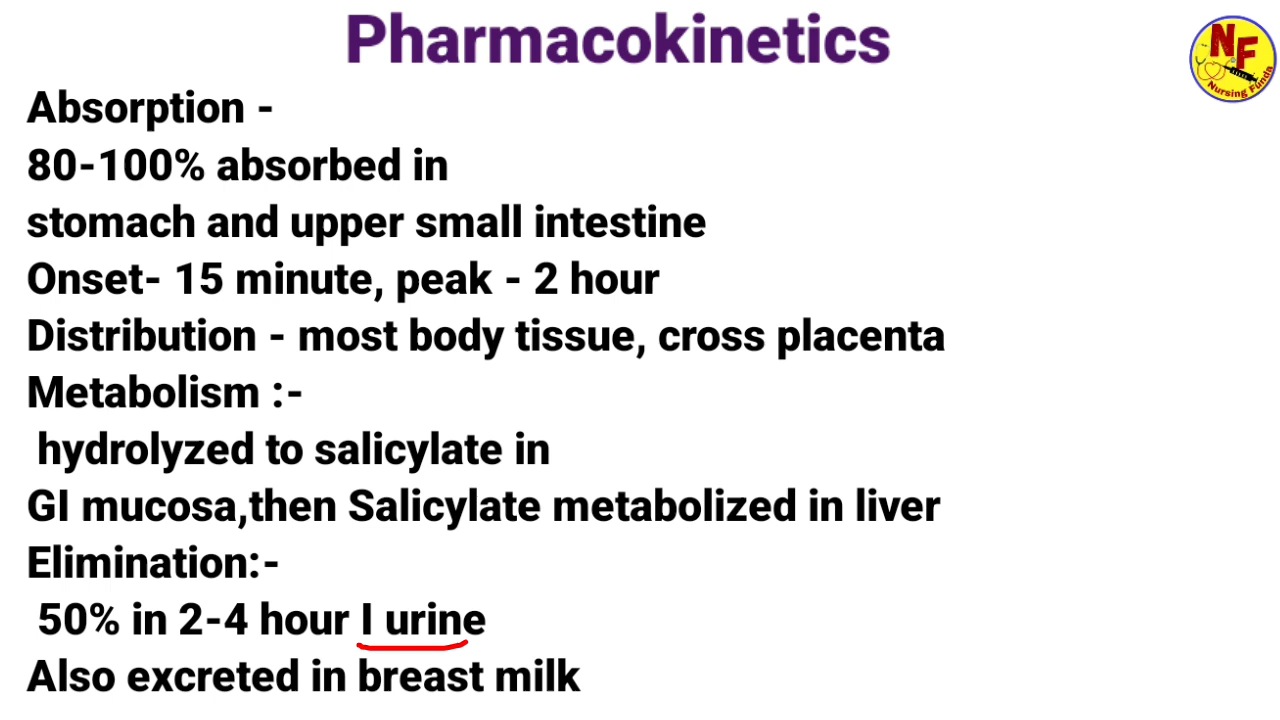 Pharmacokinetics
NF
Nursing Funda
Absorption -
80-100% absorbed in
stomach and upper small intestine
Onset- 15 minute, peak - 2 hour
Distribution - most body tissue, cross placenta
Metabolism :-
hydrolyzed to salicylate in
GI mucosa,then Salicylate metabolized in liver
Elimination:-
50% in 2-4 hour I urine
Also excreted in breast milk